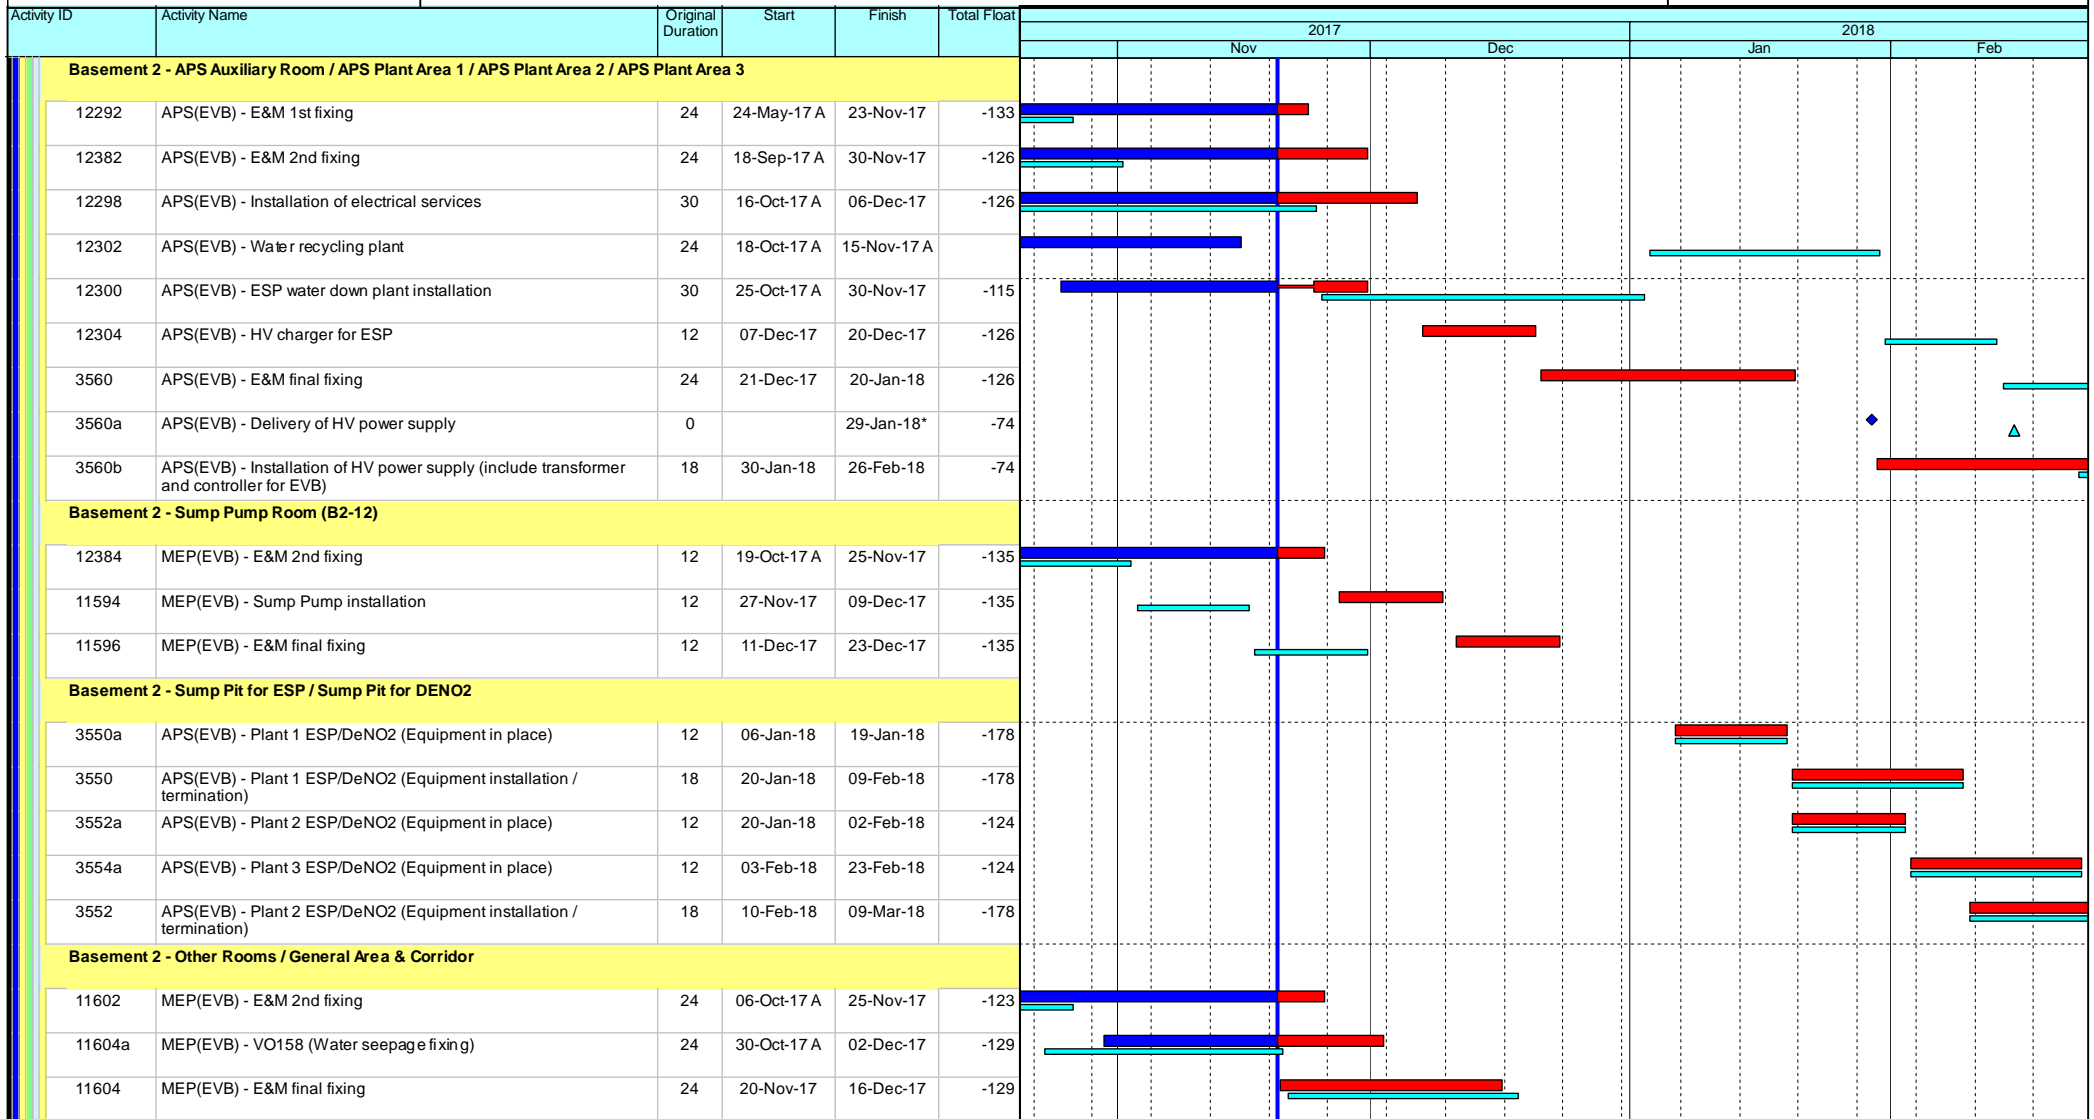 Activity ID Activity Name Original Start Finish Total Float
Duration
2017 2018
Nov Dec Jan Feb
Basement 2 - APS Auxiliary Room / APS Plant Area 1 / APS Plant Area 2 / APS Plant Area 3
12292 APS(EVB) - E&M 1st fixing 24 24-May-17 A 23-Nov-17 -133
12382 APS(EVB) - E&M 2nd fixing 24 18-Sep-17 A 30-Nov-17 -126
12298 APS(EVB) - Installation of electrical services 30 16-Oct-17 A 06-Dec-17 -126
12302 APS(EVB) - Water recycling plant 24 18-Oct-17 A 15-Nov-17 A
12300 APS(EVB) - ESP water down plant installation 30 25-Oct-17 A 30-Nov-17 -115
12304 APS(EVB) - HV charger for ESP 12 07-Dec-17 20-Dec-17 -126
3560 APS(EVB) - E&M final fixing 24 21-Dec-17 20-Jan-18 -126
3560a APS(EVB) - Delivery of HV power supply 0 29-Jan-18* -74
3560b APS(EVB) - Installation of HV power supply (include transformer 18 30-Jan-18 26-Feb-18 -74
and controller for EVB)
Basement 2 - Sump Pump Room (B2-12)
12384 MEP(EVB) - E&M 2nd fixing 12 19-Oct-17 A 25-Nov-17 -135
11594 MEP(EVB) - Sump Pump installation 12 27-Nov-17 09-Dec-17 -135
11596 MEP(EVB) - E&M final fixing 12 11-Dec-17 23-Dec-17 -135
Basement 2 - Sump Pit for ESP / Sump Pit for DENO2
3550a APS(EVB) - Plant 1 ESP/DeNO2 (Equipment in place) 12 06-Jan-18 19-Jan-18 -178
3550 APS(EVB) - Plant 1 ESP/DeNO2 (Equipment installation / 18 20-Jan-18 09-Feb-18 -178
termination)
3552a APS(EVB) - Plant 2 ESP/DeNO2 (Equipment in place) 12 20-Jan-18 02-Feb-18 -124
3554a APS(EVB) - Plant 3 ESP/DeNO2 (Equipment in place) 12 03-Feb-18 23-Feb-18 -124
3552 APS(EVB) - Plant 2 ESP/DeNO2 (Equipment installation / 18 10-Feb-18 09-Mar-18 -178
termination)
Basement 2 - Other Rooms / General Area & Corridor
11602 MEP(EVB) - E&M 2nd fixing 24 06-Oct-17 A 25-Nov-17 -123
11604a MEP(EVB) - VO158 (Water seepage fixing) 24 30-Oct-17 A 02-Dec-17 -129
11604 MEP(EVB) - E&M final fixing 24 20-Nov-17 16-Dec-17 -129